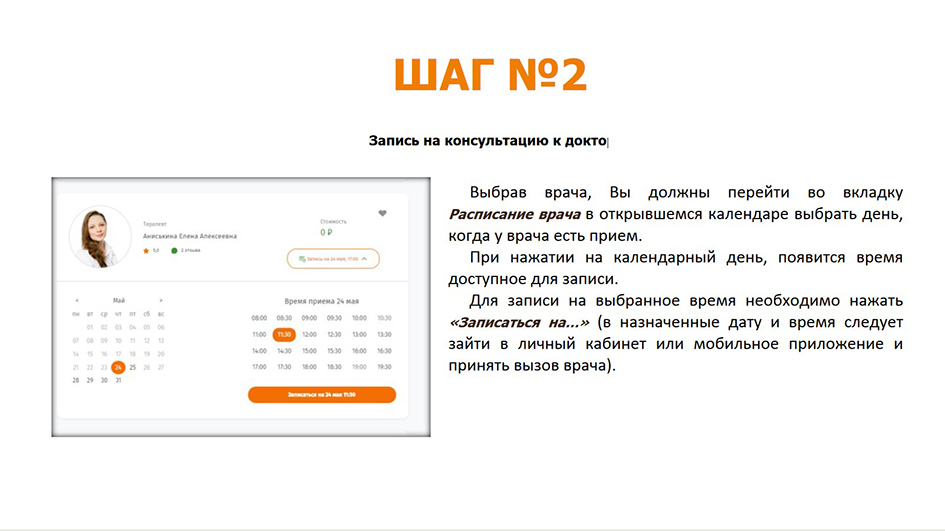 ШАГ №2
Запись на консультацию к докто
Терапевт
Аниськина Елена Алексеевна
5,0
2 отзыва
Стоимость
0 ₽
Запись на 24 мая, 17:00
< Май >
пн вт ср чт пт сб вс
01 02 03 04 05 06
07 08 09 10 11 12 13
14 15 16 17 18 19 20
21 22 23 24 25 26 27
28 29 30 31
Время приема 24 мая
08:00 08:30 09:00 09:30 10:00 10:30
11:00 11:30 12:00 12:30 13:00 13:30
14:00 14:30 15:00 15:30 16:00 16:30
17:00 17:30 18:00 18:30 19:00 19:30
Записаться на 24 мая 11:30
Выбрав врача, Вы должны перейти во вкладку
Расписание врача в открывшемся календаре выбрать день,
когда у врача есть прием.
При нажатии на календарный день, появится время
доступное для записи.
Для записи на выбранное время необходимо нажать
«Записаться на...» (в назначенные дату и время следует
зайти в личный кабинет или мобильное приложение и
принять вызов врача).